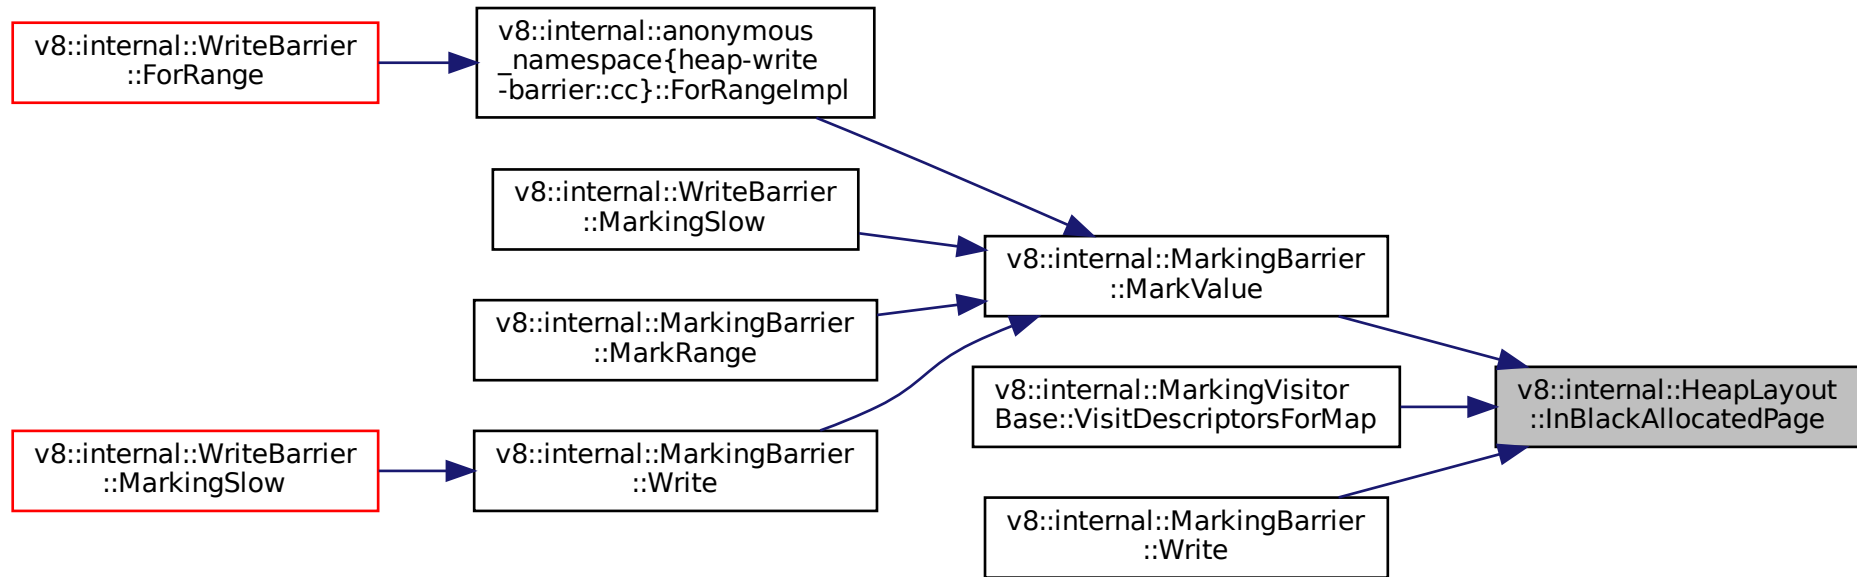 v8::internal::WriteBarrier
::ForRange
v8::internal::anonymous
_namespace{heap-write
-barrier::cc}::ForRangeImpl
v8::internal::WriteBarrier
::MarkingSlow
v8::internal::MarkingBarrier
::MarkValue
v8::internal::MarkingBarrier
::MarkRange
v8::internal::MarkingVisitor
Base::VisitDescriptorsForMap
v8::internal::HeapLayout
::InBlackAllocatedPage
v8::internal::WriteBarrier
::MarkingSlow
v8::internal::MarkingBarrier
::Write
v8::internal::MarkingBarrier
::Write